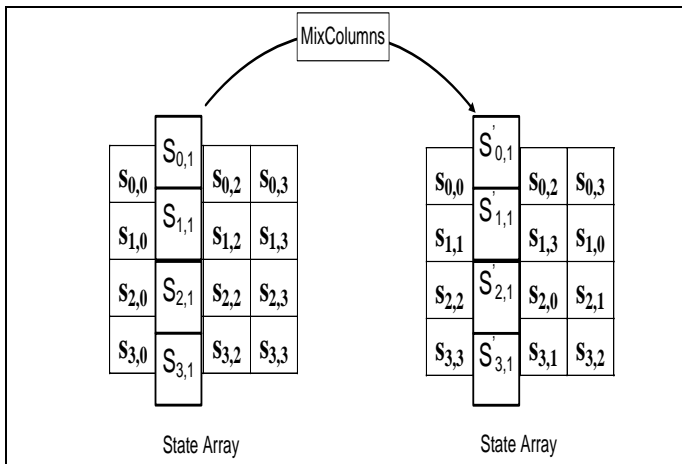 MixColumns
S0,1 S'0,1
s0,0 s0,2 s0,3 s0,0 s0,2 s0,3
S1,1 S'1,1
s1,0 s1,2 s1,3 s1,1 s1,3 s1,0
S2,1 S'2,1
s2,0 s2,2 s2,3 s2,2 s2,0 s2,1
S3,1 S'3,1
s3,0 s3,2 s3,3 s3,3 s3,1 s3,2
State Array State Array